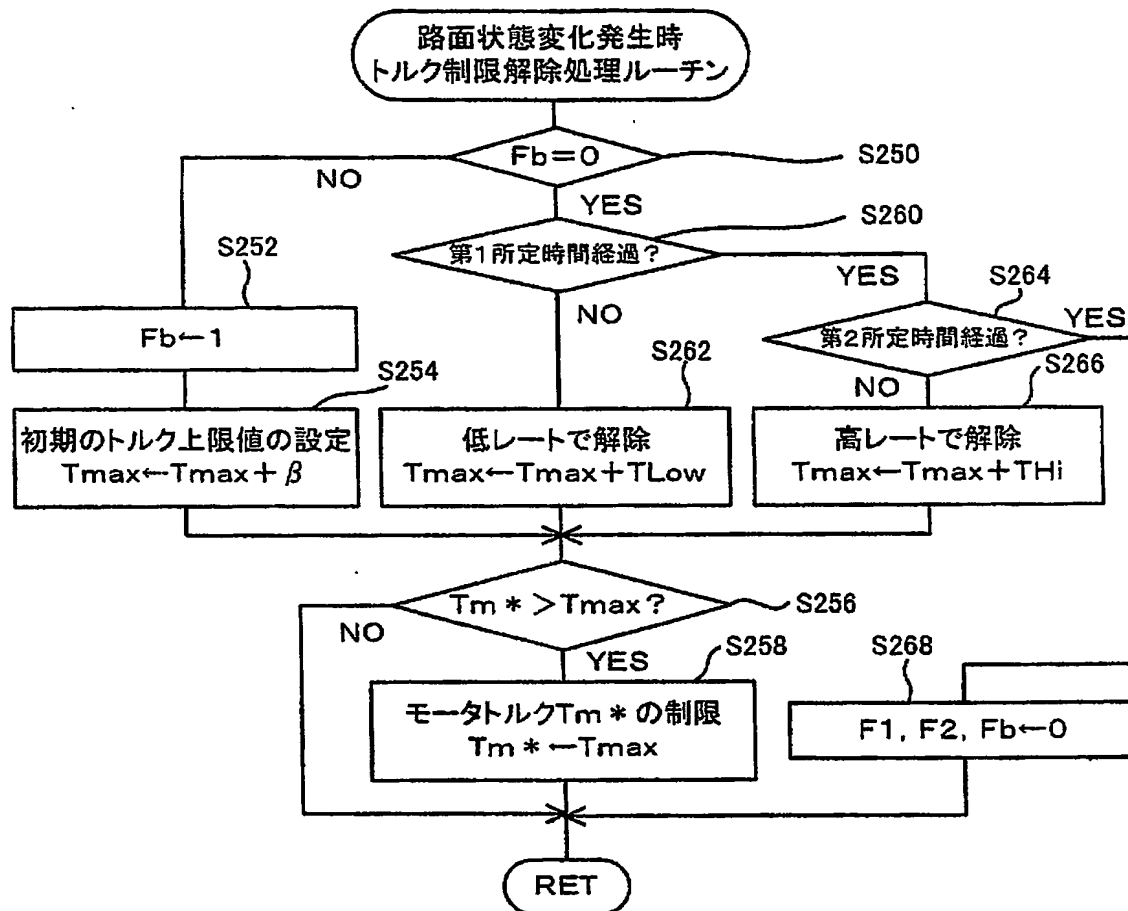 路面状態変化発生時
トルク制限解除処理ルーチン
Fb=0
S250
NO
YES
S260
第1所定時間経過?
S252
YES
S264
Fb←1
NO
第2所定時間経過?
YES
S254
S262
NO
S266
初期のトルク上限値の設定
Tmax←Tmax+β
低レートで解除
Tmax←Tmax+TLow
高レートで解除
Tmax←Tmax+THi
Tm*>Tmax?
S256
NO
YES
S258
S268
モータトルクTm*の制限
Tm*←Tmax
F1, F2, Fb←0
RET